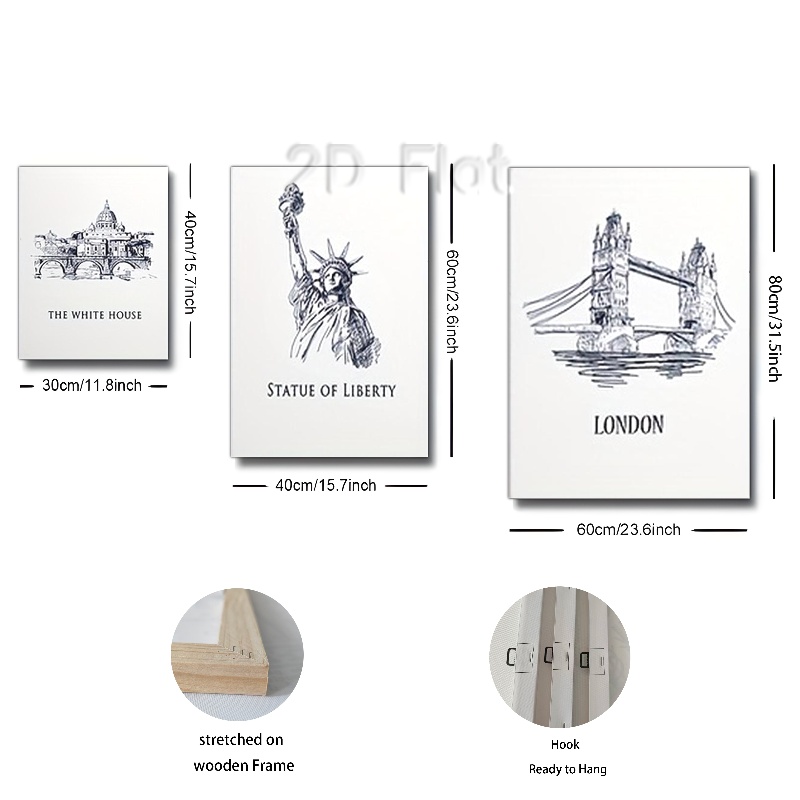 2D Flat
THE WHITE HOUSE
40cm/15.7inch
30cm/11.8inch
STATUE OF LIBERTY
60cm/23.6inch
40cm/15.7inch
LONDON
80cm/31.5inch
60cm/23.6inch
stretched on
wooden Frame
Hook
Ready to Hang